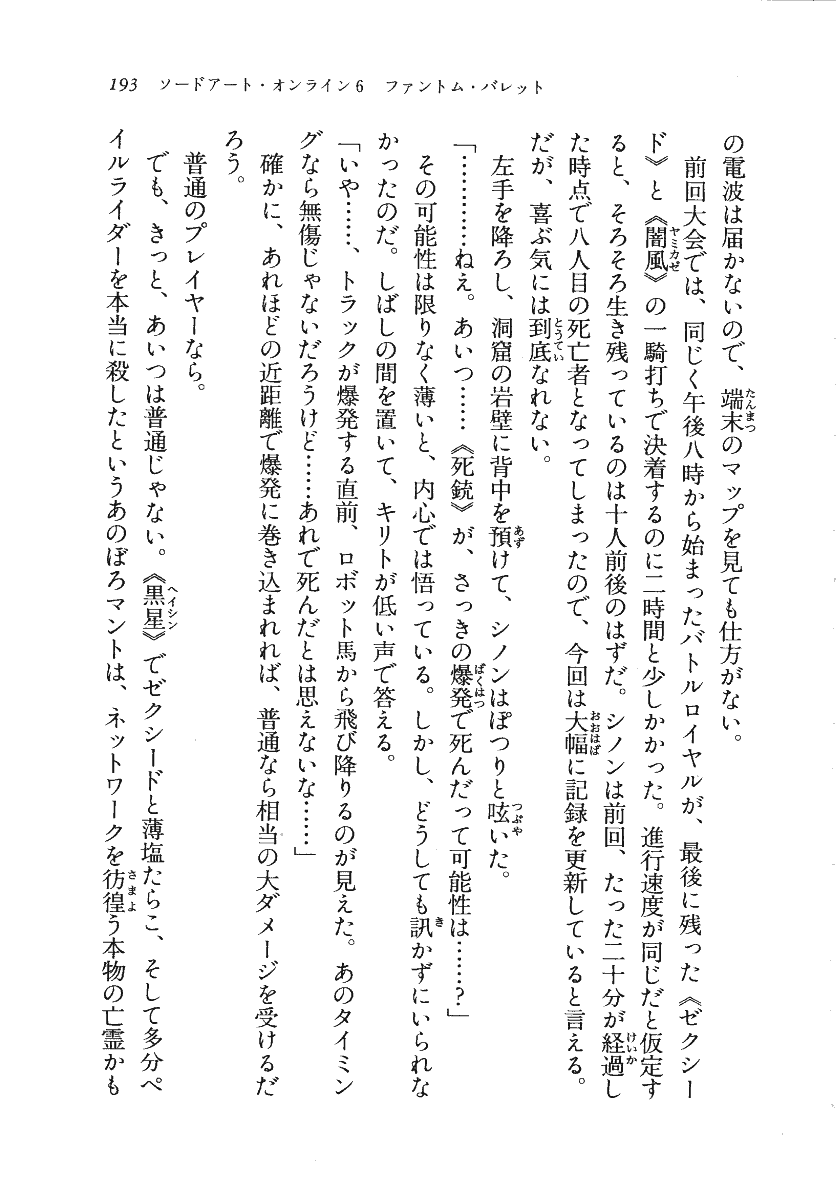 193　ソードアート・オンライン6　ファントム・バレット
の電波は届かないので、端末のマップを見ても仕方がない。
　前回大会では、同じく午後八時から始まったバトルロイヤルが、最後に残った《ゼクシー
ド》と《闇風》の一騎打ちで決着するのに二時間と少しかかった。進行速度が同じだと仮定す
ると、そろそろ生き残っているのは十人前後のはずだ。シノンは前回、たった二十分が経過し
た時点で八人目の死亡者となってしまったので、今回は大幅に記録を更新していると言える。
だが、喜ぶ気には到底なれない。
　左手を降ろし、洞窟の岩壁に背中を預けて、シノンはぽつりと呟いた。
「…………ねえ。あいつ……《死銃》が、さっきの爆発で死んだって可能性は……？」
　その可能性は限りなく薄いと、内心では悟っている。しかし、どうしても訊かずにいられな
かったのだ。しばしの間を置いて、キリトが低い声で答える。
「いや……、トラックが爆発する直前、ロボット馬から飛び降りるのが見えた。あのタイミン
グなら無傷じゃないだろうけど……あれで死んだとは思えないな……」
　確かに、あれほどの近距離で爆発に巻き込まれれば、普通なら相当の大ダメージを受けるだ
ろう。
　普通のプレイヤーなら。
　でも、きっと、あいつは普通じゃない。《黒星》でゼクシードと薄塩たらこ、そして多分ペ
イルライダーを本当に殺したというあのぼろマントは、ネットワークを彷徨う本物の亡霊かも